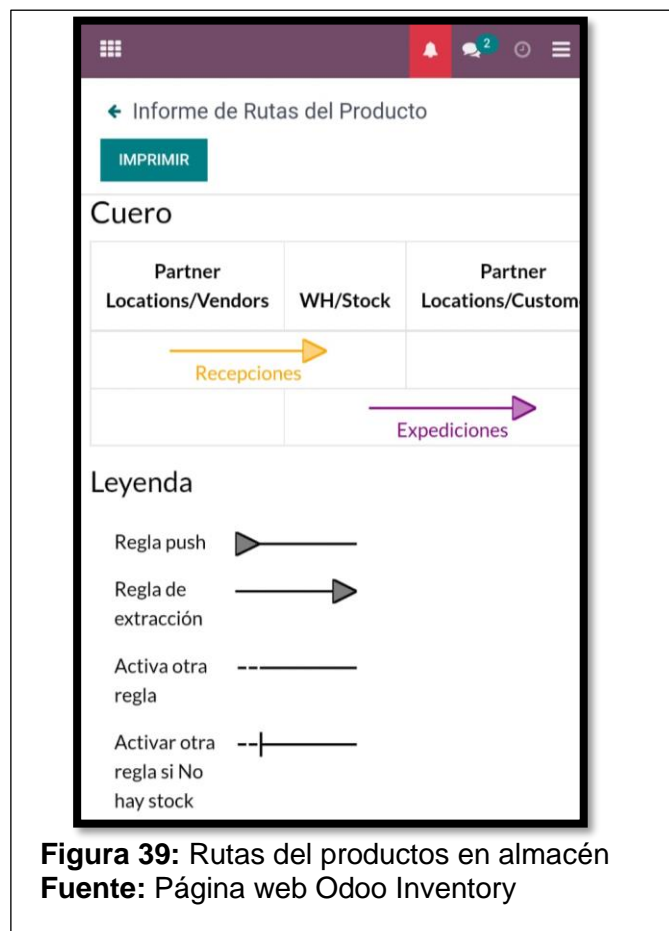 2
Informe de Rutas del Producto
IMPRIMIR
Cuero
Partner
Locations/Vendors
WH/Stock
Partner
Locations/Custom
Recepciones
Expediciones
Leyenda
Regla push
Regla de
extracción
Activa otra
regla
Activar otra
regla si No
hay stock
Figura 39: Rutas del productos en almacén
Fuente: Página web Odoo Inventory